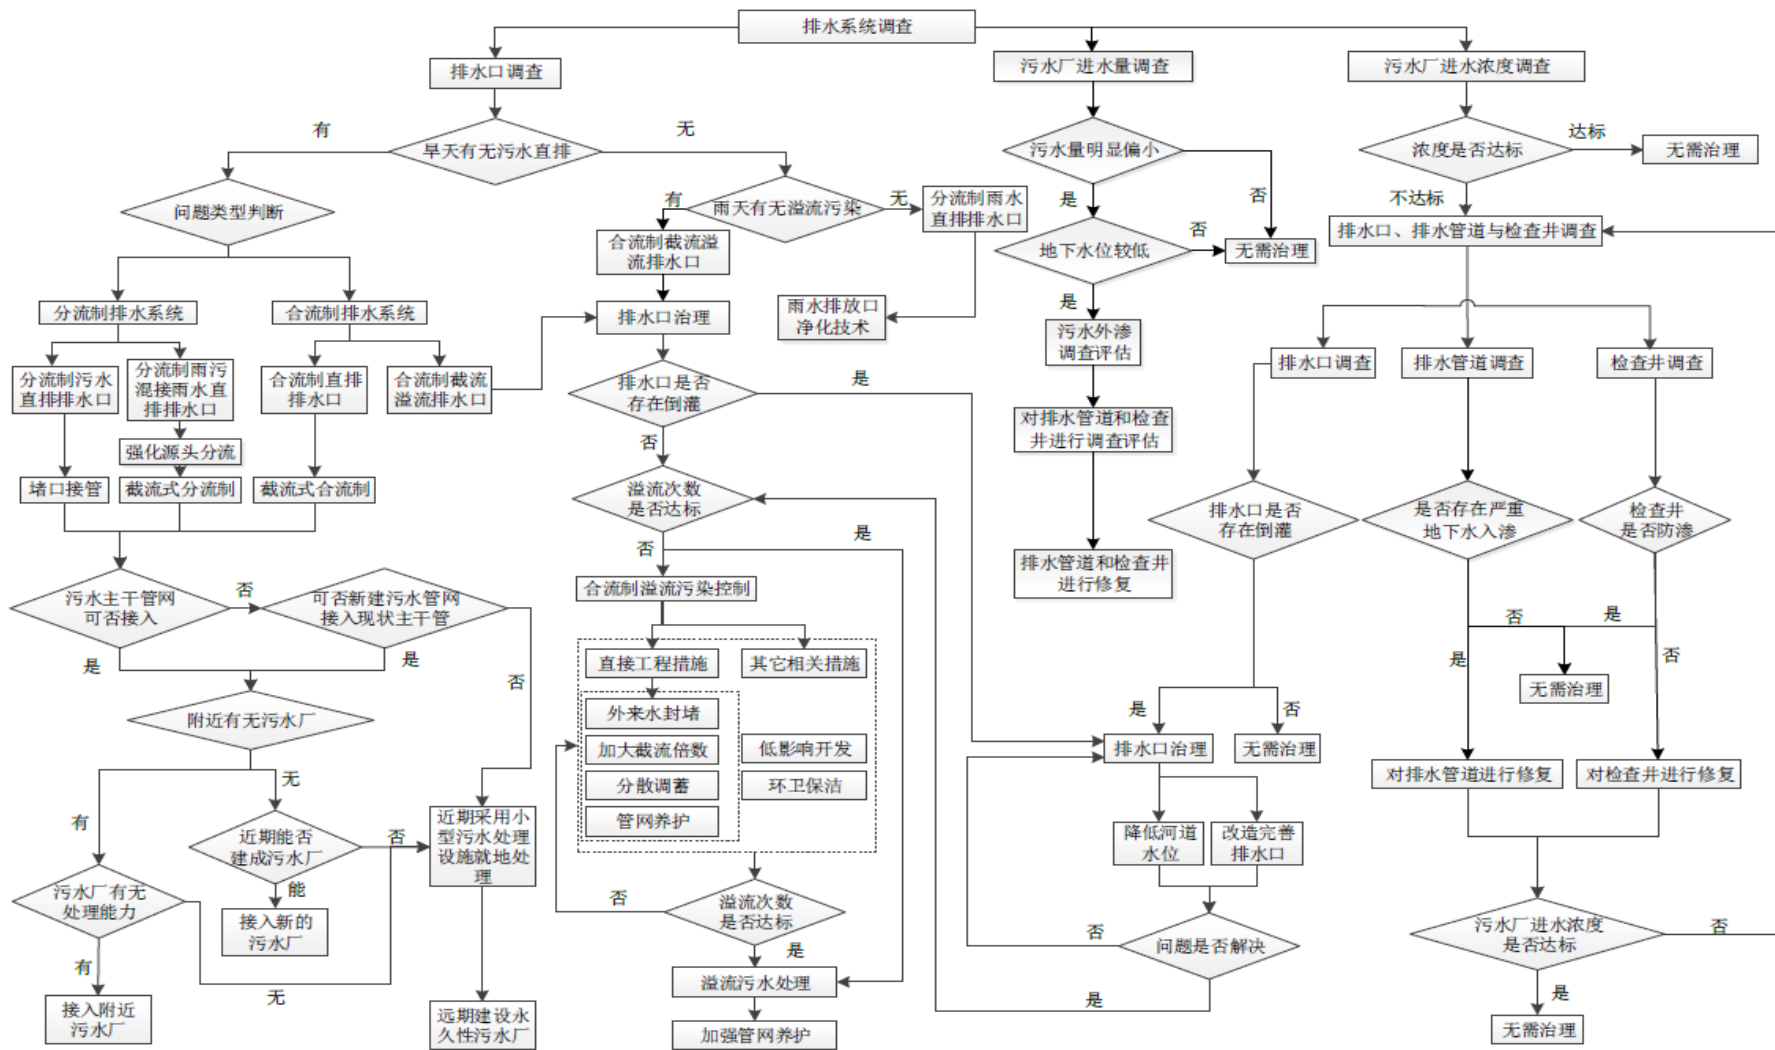 排水系统调查
排水口调查
污水厂进水量调查
污水厂进水浓度调查
有
无
旱天有无污水直排
污水量明显偏小
达标
浓度是否达标
无需治理
问题类型判断
有
雨天有无溢流污染
无
分流制雨水
直排排水口
是
否
不达标
合流制截流溢
流排水口
地下水位较低
否
无需治理
排水口、排水管道与检查井调查
分流制排水系统
合流制排水系统
排水口治理
雨水排放口
净化技术
是
污水外渗
调查评估
排水口调查
排水管道调查
检查井调查
分流制污水
直排排水口
分流制雨污
混接雨水直
排排水口
合流制直排
排水口
合流制截流
溢流排水口
排水口是否
存在倒灌
是
对排水管道和检查
井进行调查评估
强化源头分流
否
堵口接管
截流式分流制
截流式合流制
溢流次数
是否达标
排水口是否
存在倒灌
是否存在严重
地下水入渗
检查井
是否防渗
否
是
排水管道和检查井
进行修复
合流制溢流污染控制
污水主干管网
可否接入
否
可否新建污水管网
接入现状主干管
否
是
是
是
否
直接工程措施
其它相关措施
是
否
无需治理
附近有无污水厂
外来水封堵
是
否
加大截流倍数
低影响开发
排水口治理
无需治理
无
分散调蓄
环卫保洁
对排水管道进行修复
对检查井进行修复
有
管网养护
近期能否
建成污水厂
否
近期采用小
型污水处理
设施就地处
理
降低河道
水位
改造完善
排水口
污水厂有无
处理能力
能
否
溢流次数
是否达标
接入新的
污水厂
污水厂进水浓度
是否达标
否
否
问题是否解决
有
是
无
溢流污水处理
是
是
接入附近
污水厂
远期建设永
久性污水厂
加强管网养护
无需治理